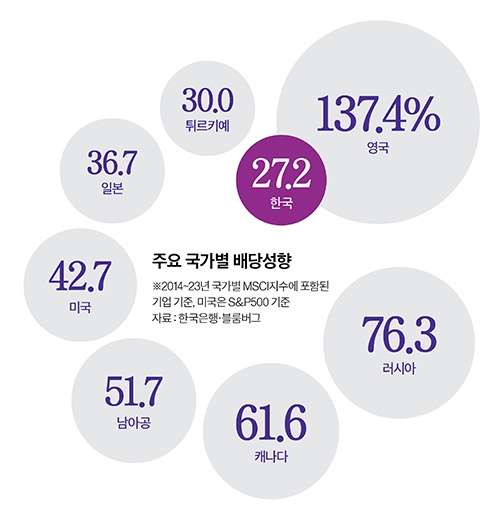 137.4%
영국
76.3
러시아
61.6
캐나다
51.7
남아공
42.7
미국
36.7
일본
30.0
튀르키예
27.2
한국
주요 국가별 배당성향
※2014~23년 국가별 MSCI지수에 포함된
기업 기준, 미국은 S&P500 기준
자료 : 한국은행·블룸버그